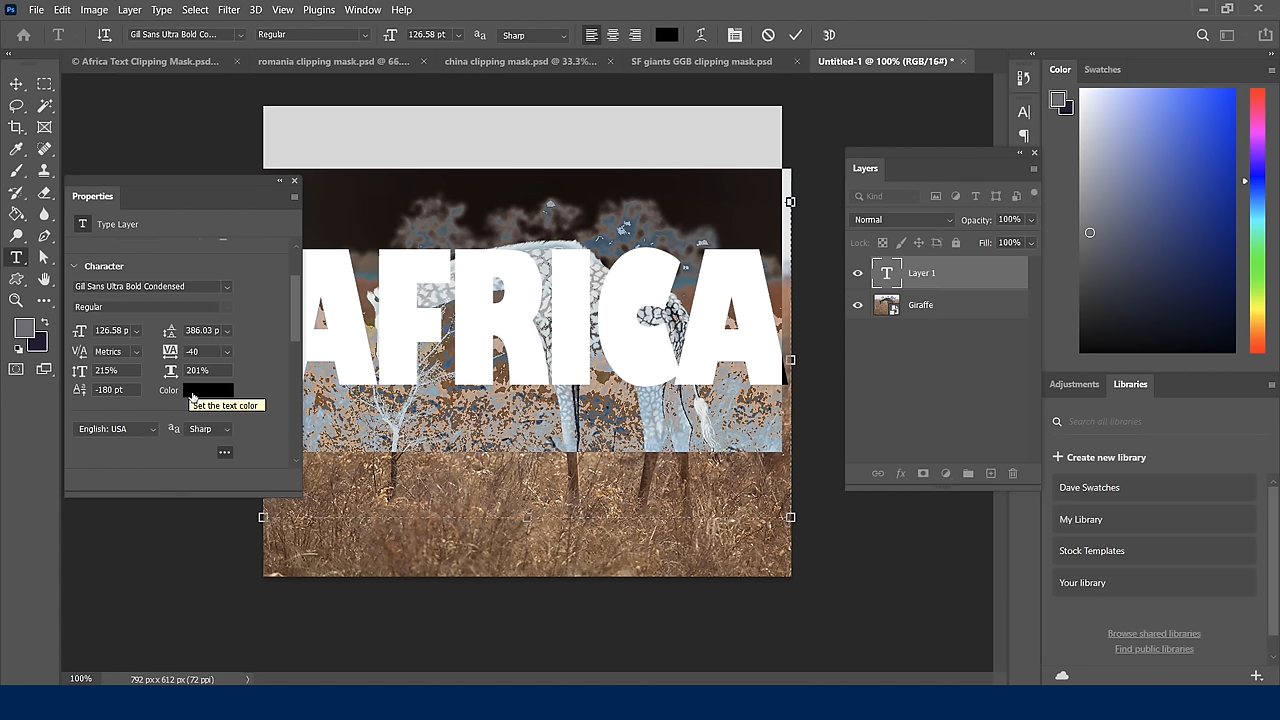 Ps File Edit Image Layer Type Select Filter 3D View Plugins Window Help
T Gill Sans Ultra Bold Co... Regular 126.58 pt aa Sharp 3D
© Africa Text Clipping Mask.psd... × romania clipping mask.psd @ 66.... × china clipping mask.psd @ 33.3%... × SF giants GGB clipping mask.psd × Untitled-1 @ 100% (RGB/16#) * ×
Color Swatches
Properties
T Type Layer
Character
Gill Sans Ultra Bold Condensed
Regular
126.58 p 386.03 p
Metrics -40
215% 201%
-180 pt Color
Set the text color
English: USA aa Sharp
AFRICA
Layers
Kind
Normal Opacity: 100%
Lock: Fill: 100%
T Layer 1
Giraffe
fx
Adjustments Libraries
Search all libraries
+ Create new library
Dave Swatches
My Library
Stock Templates
Your library
Browse shared libraries
Find public libraries
100% 792 px x 612 px (72 ppi)